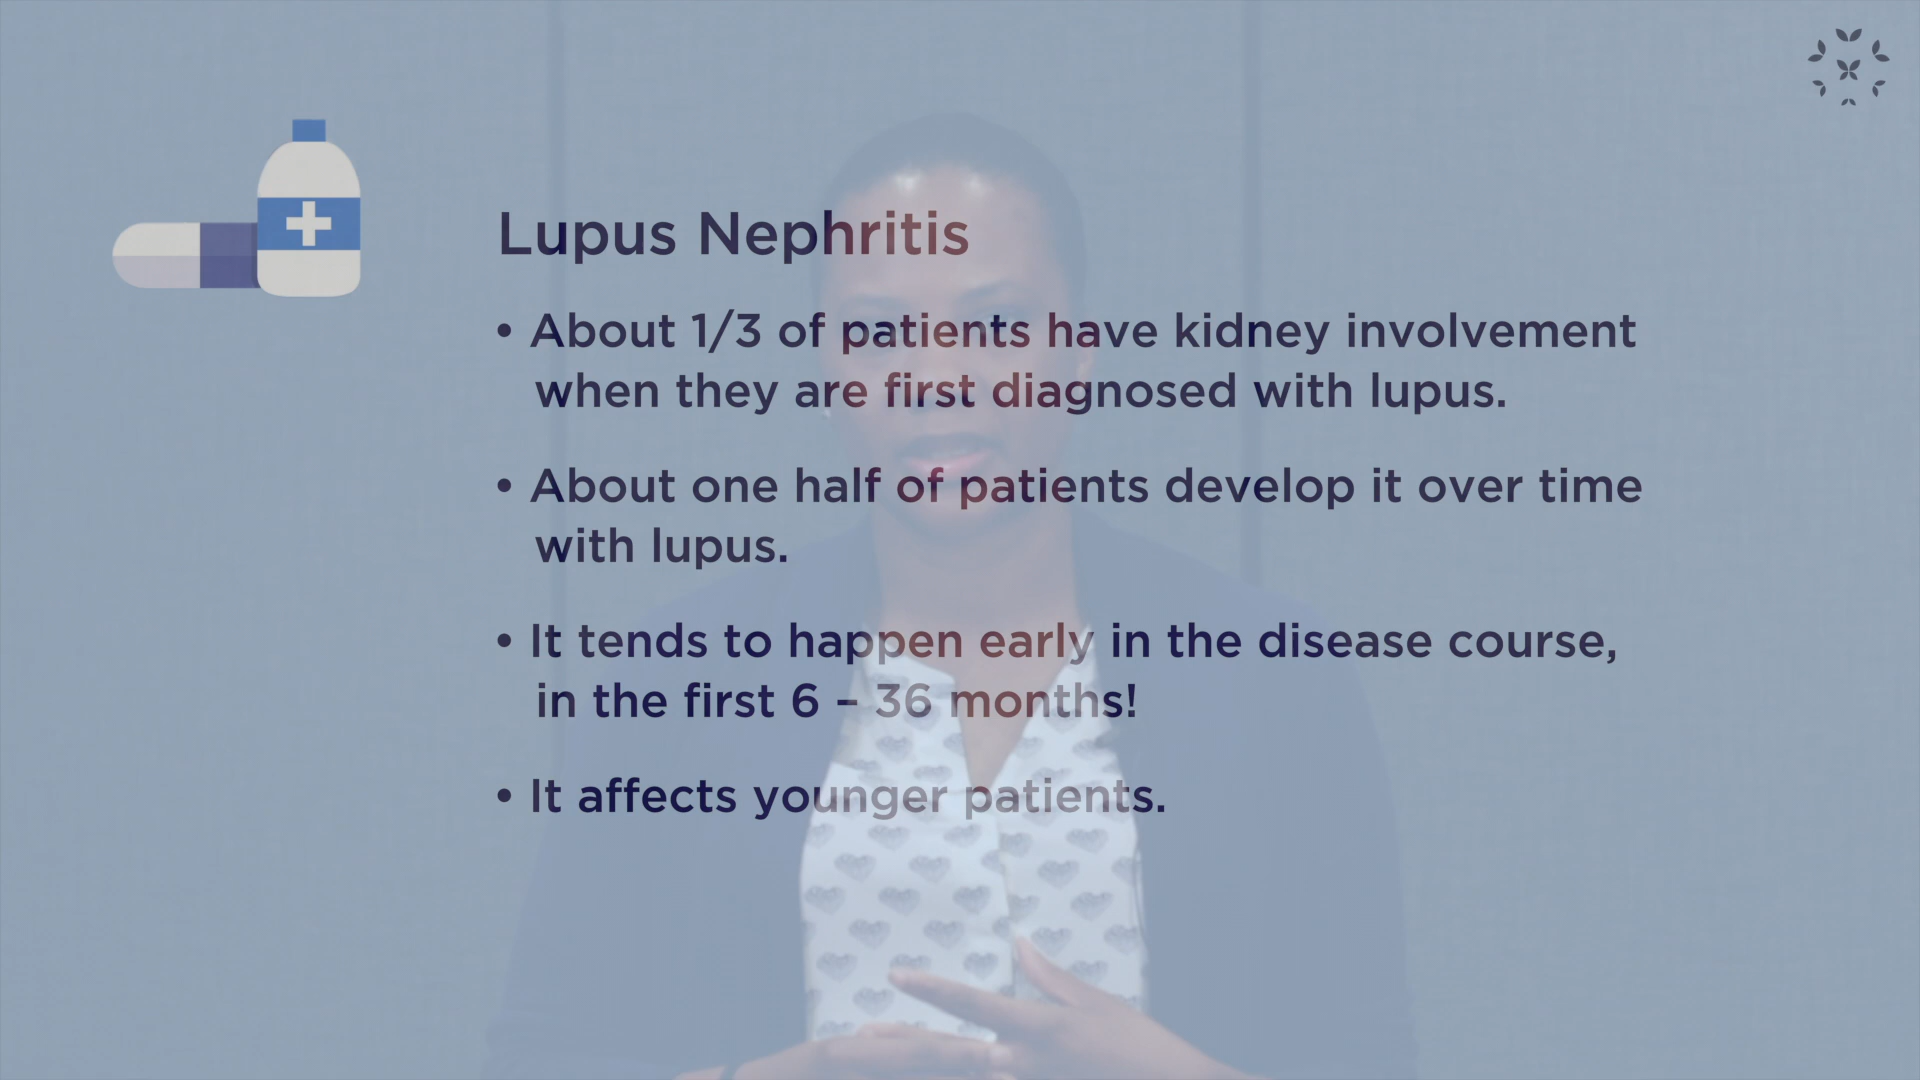 Lupus Nephritis
• About 1/3 of patients have kidney involvement
when they are first diagnosed with lupus.
• About one half of patients develop it over time
with lupus.
• It tends to happen early in the disease course,
in the first 6 – 36 months!
• It affects younger patients.